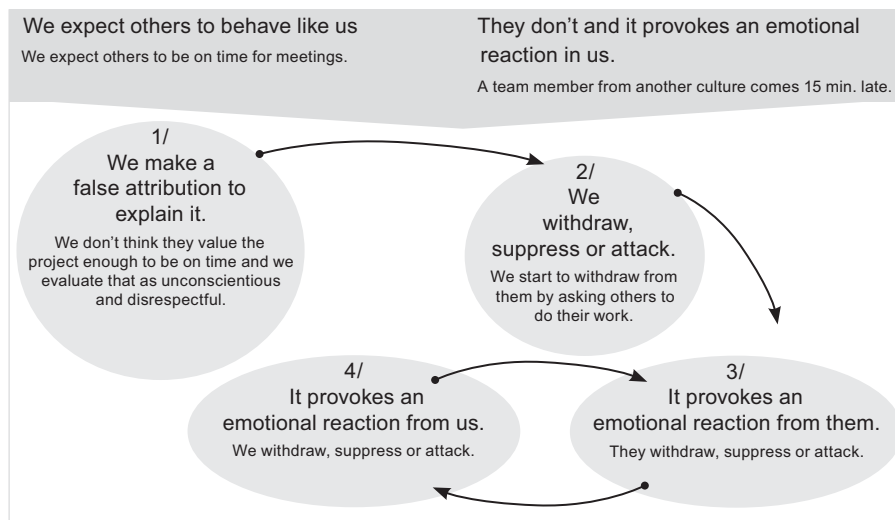 We expect others to behave like us
We expect others to be on time for meetings.
They don't and it provokes an emotional
reaction in us.
A team member from another culture comes 15 min. late.
1/
We make a
false attribution to
explain it.
We don't think they value the
project enough to be on time and we
evaluate that as unconscientious
and disrespectful.
2/
We
withdraw,
suppress or attack.
We start to withdraw from
them by asking others to
do their work.
3/
It provokes an
emotional reaction from them.
They withdraw, suppress or attack.
4/
It provokes an
emotional reaction from us.
We withdraw, suppress or attack.